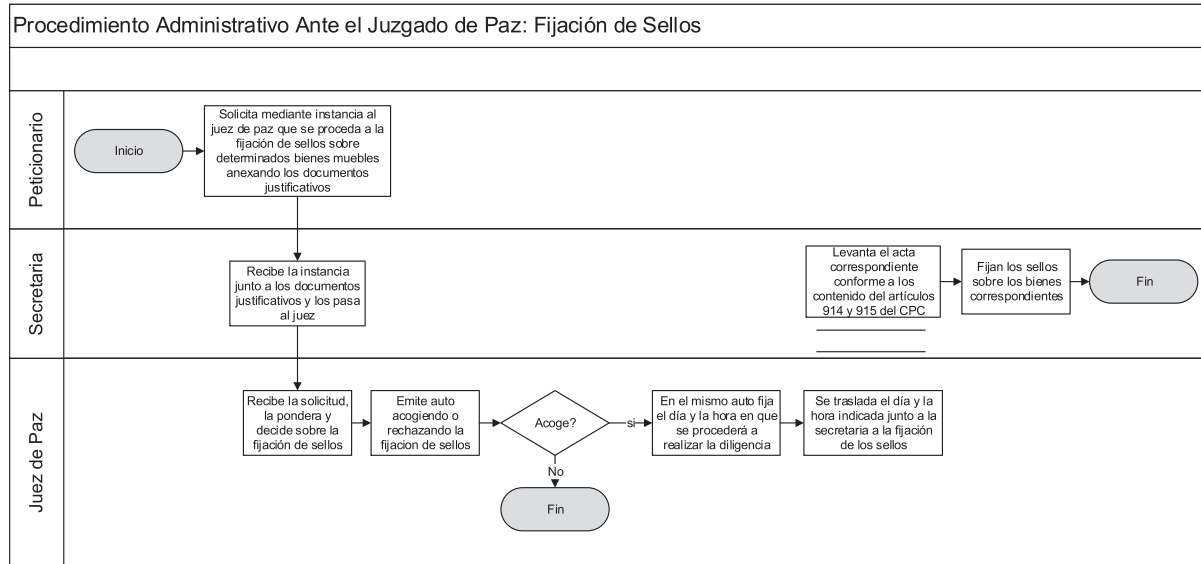 Procedimiento Administrativo Ante el Juzgado de Paz: Fijación de Sellos
Peticionario
Inicio
Solicita mediante instancia al
juez de paz que se proceda a la
fijación de sellos sobre
determinados bienes muebles
anexando los documentos
justificativos
Secretaria
Recibe la instancia
junto a los documentos
justificativos y los pasa
al juez
Levanta el acta
correspondiente
conforme a los
contenido del artículos
914 y 915 del CPC
Fijan los sellos
sobre los bienes
correspondientes
Fin
Juez de Paz
Recibe la solicitud,
la pondera y
decide sobre la
fijación de sellos
Emite auto
acogiendo o
rechazando la
fijacion de sellos
Acoge?
si
No
Fin
En el mismo auto fija
el día y la hora en que
se procederá a
realizar la diligencia
Se traslada el día y la
hora indicada junto a la
secretaria a la fijación
de los sellos